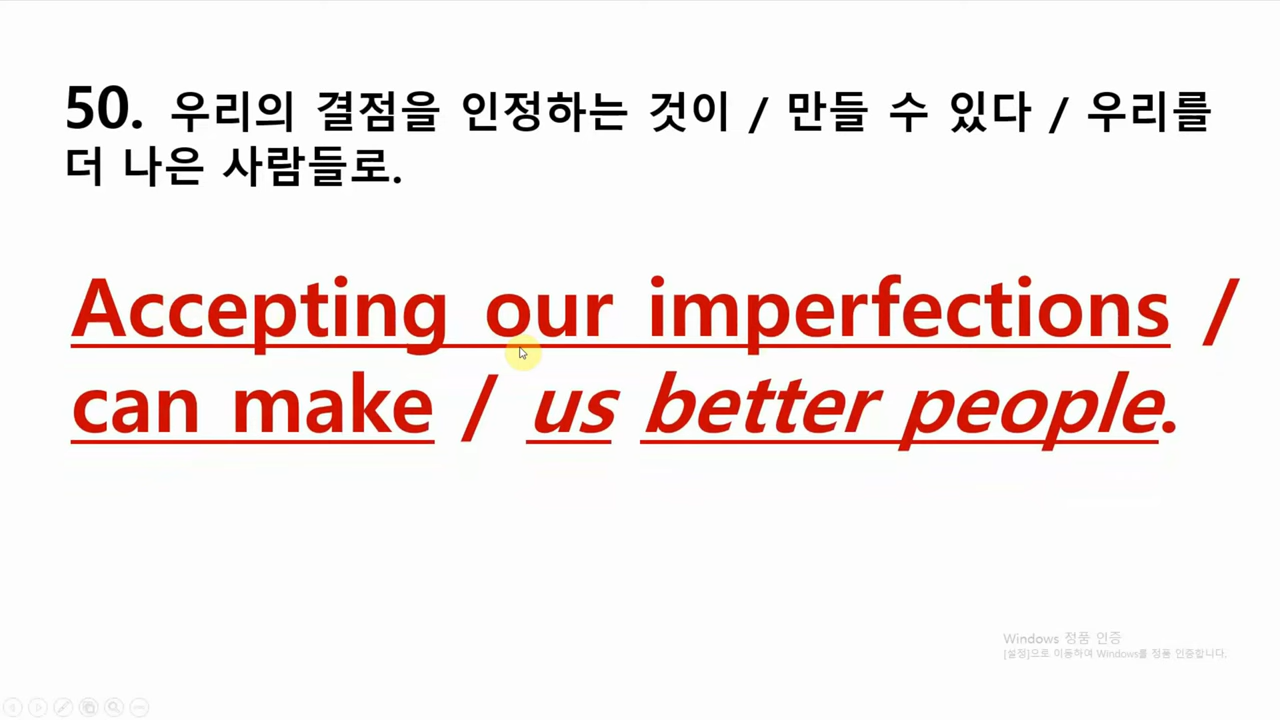 50. 우리의 결점을 인정하는 것이 / 만들 수 있다 / 우리를
더 나은 사람들로.
Accepting our imperfections /
can make / us better people.
Windows 정품 인증
[설정]으로 이동하여 Windows를 정품 인증합니다.